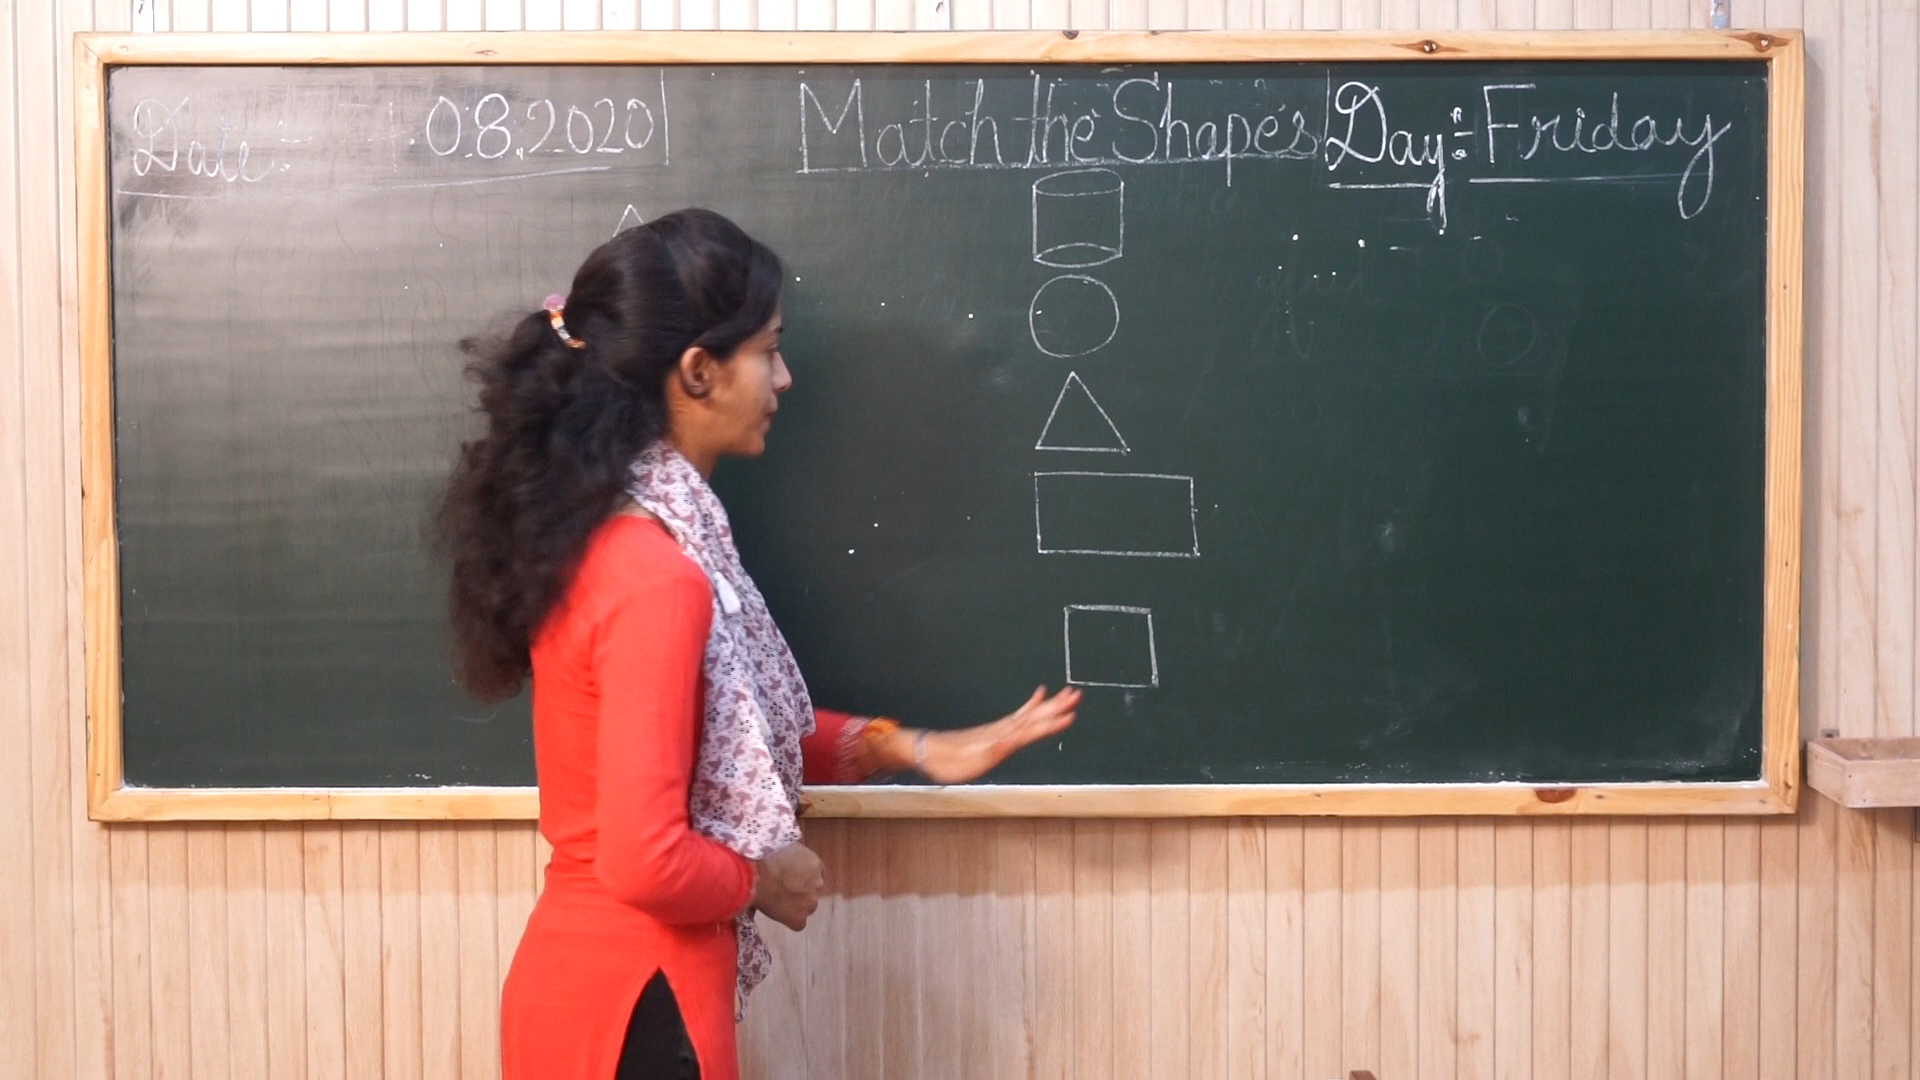 Date:- .08.2020
Match the Shapes
Day:- Friday